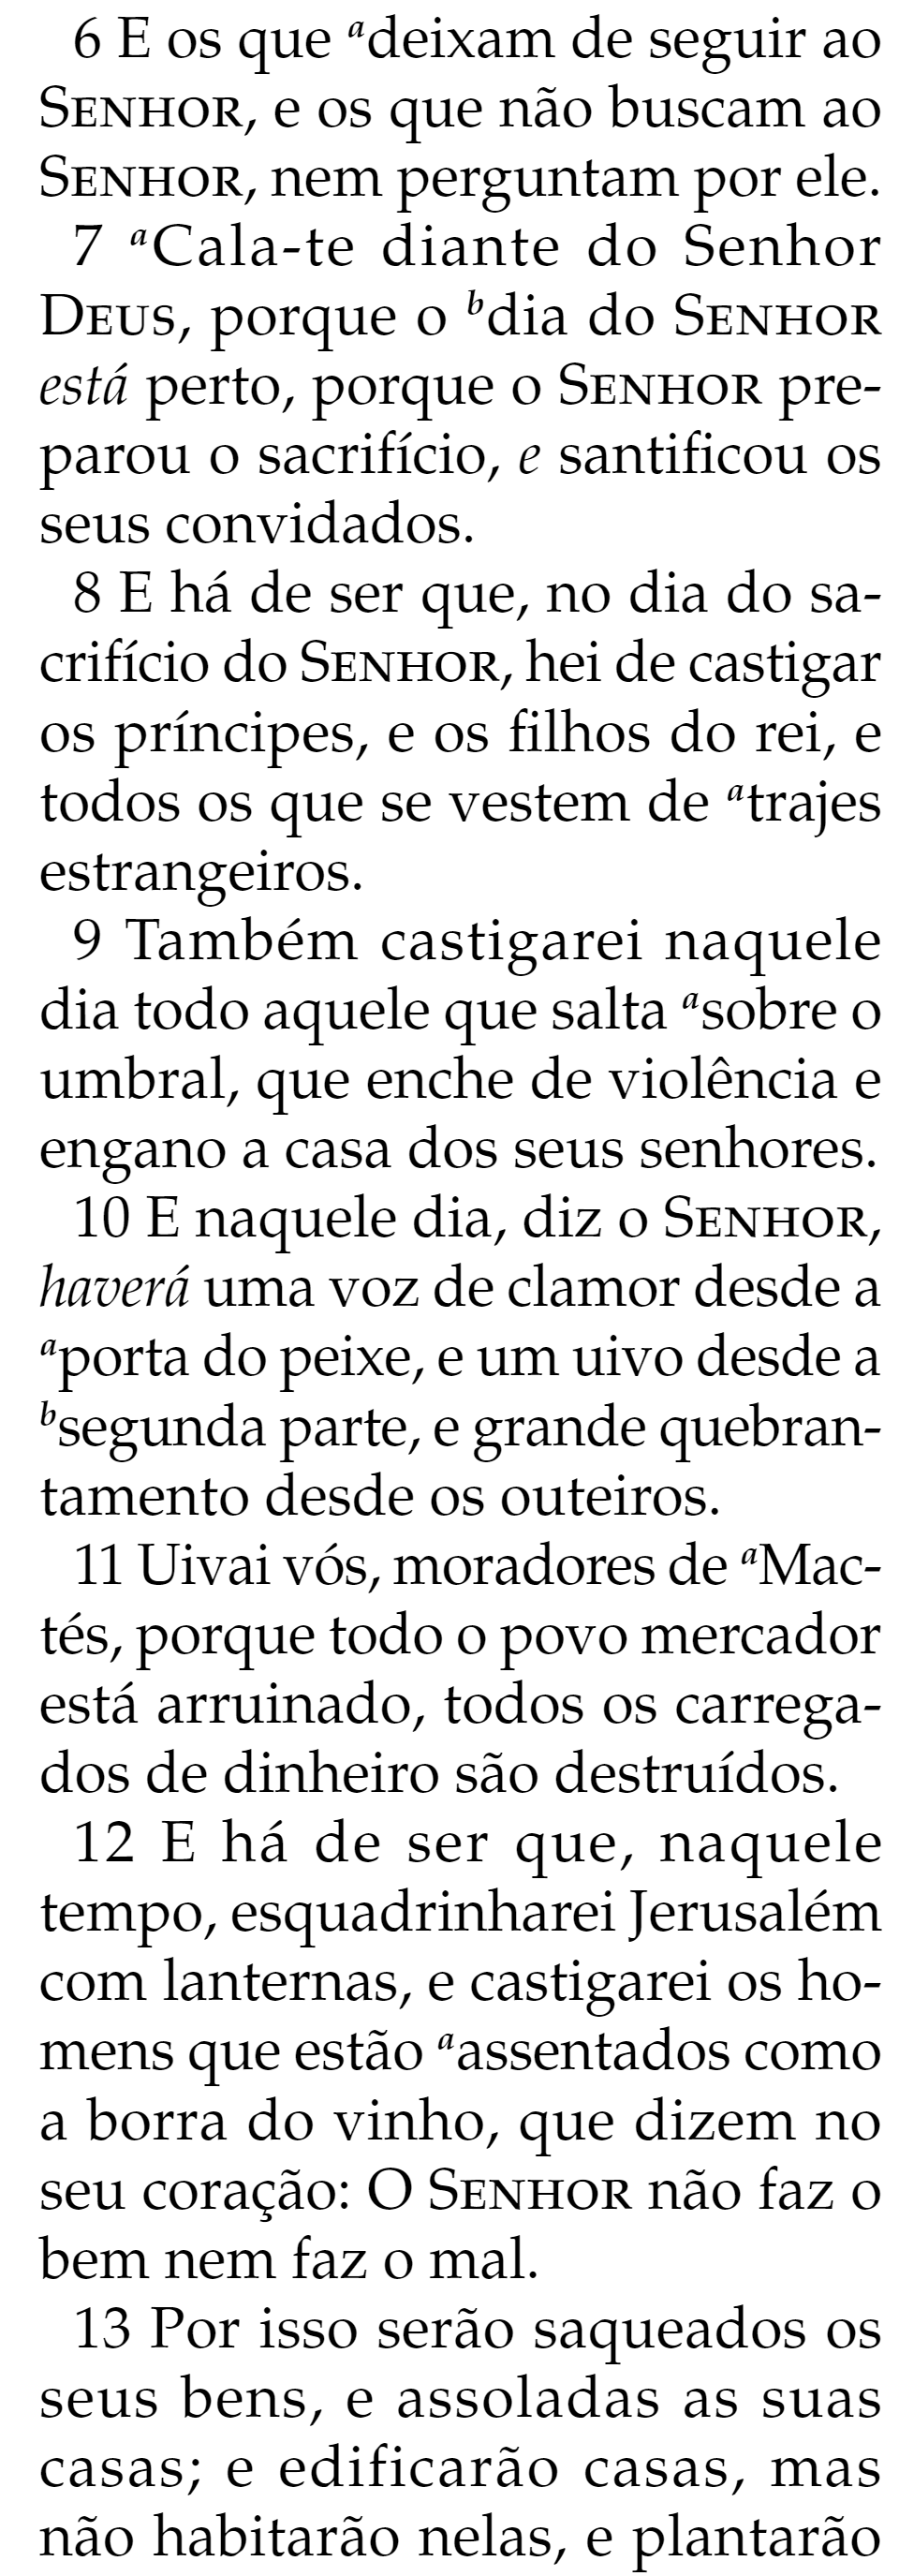 6 E os que ᵃdeixam de seguir ao
SENHOR, e os que não buscam ao
SENHOR, nem perguntam por ele.
7 ᵃCala-te diante do Senhor
DEUS, porque o ᵇdia do SENHOR
está perto, porque o SENHOR pre-
parou o sacrifício, e santificou os
seus convidados.
8 E há de ser que, no dia do sa-
crifício do SENHOR, hei de castigar
os príncipes, e os filhos do rei, e
todos os que se vestem de ᵃtrajes
estrangeiros.
9 Também castigarei naquele
dia todo aquele que salta ᵃsobre o
umbral, que enche de violência e
engano a casa dos seus senhores.
10 E naquele dia, diz o SENHOR,
haverá uma voz de clamor desde a
ᵃporta do peixe, e um uivo desde a
ᵇsegunda parte, e grande quebran-
tamento desde os outeiros.
11 Uivai vós, moradores de ᵃMac-
tés, porque todo o povo mercador
está arruinado, todos os carrega-
dos de dinheiro são destruídos.
12 E há de ser que, naquele
tempo, esquadrinharei Jerusalém
com lanternas, e castigarei os ho-
mens que estão ᵃassentados como
a borra do vinho, que dizem no
seu coração: O SENHOR não faz o
bem nem faz o mal.
13 Por isso serão saqueados os
seus bens, e assoladas as suas
casas; e edificarão casas, mas
não habitarão nelas, e plantarão